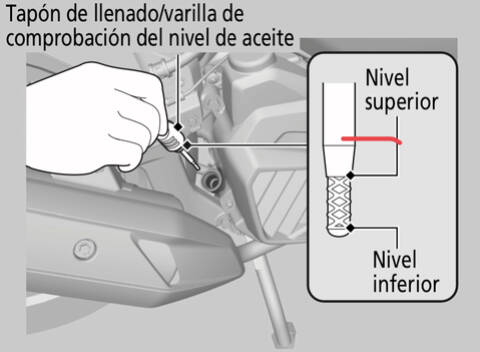 Tapón de llenado/varilla de
comprobación del nivel de aceite
Nivel
superior
Nivel
inferior